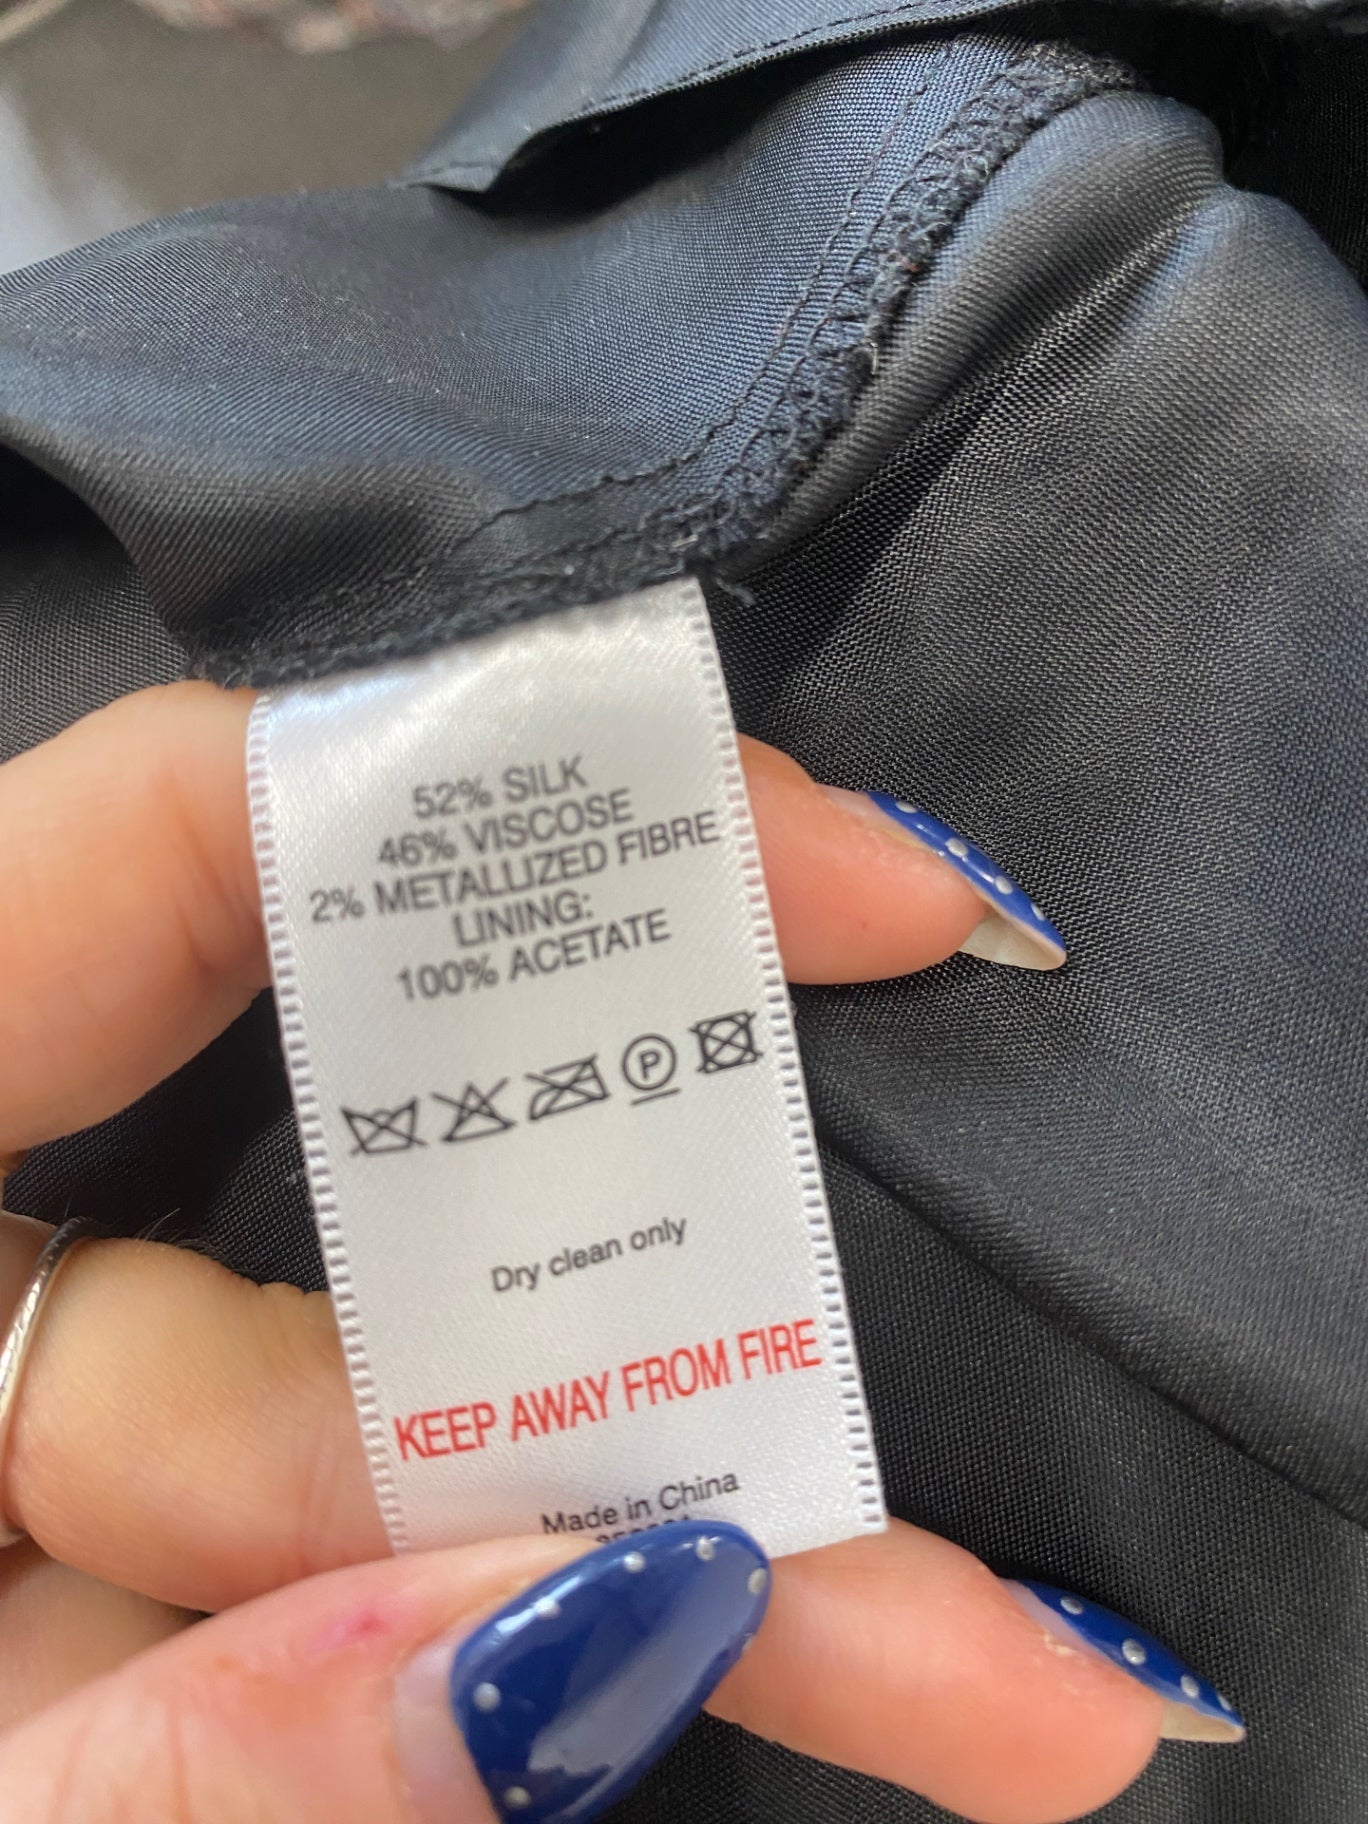 52% SILK
46% VISCOSE
2% METALLIZED FIBRE
LINING:
100% ACETATE
P
Dry clean only
KEEP AWAY FROM FIRE
Made in China